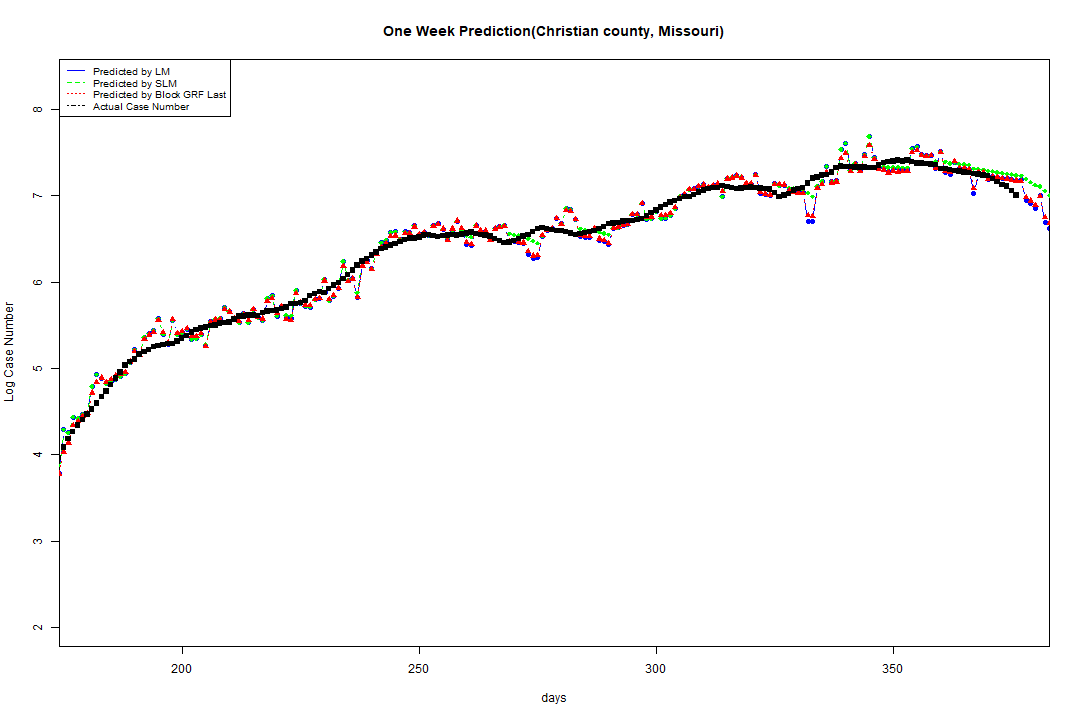 One Week Prediction(Christian county, Missouri)
Predicted by LM
Predicted by SLM
Predicted by Block GRF Last
Actual Case Number
8
7
6
5
4
3
2
Log Case Number
200 250 300 350
days